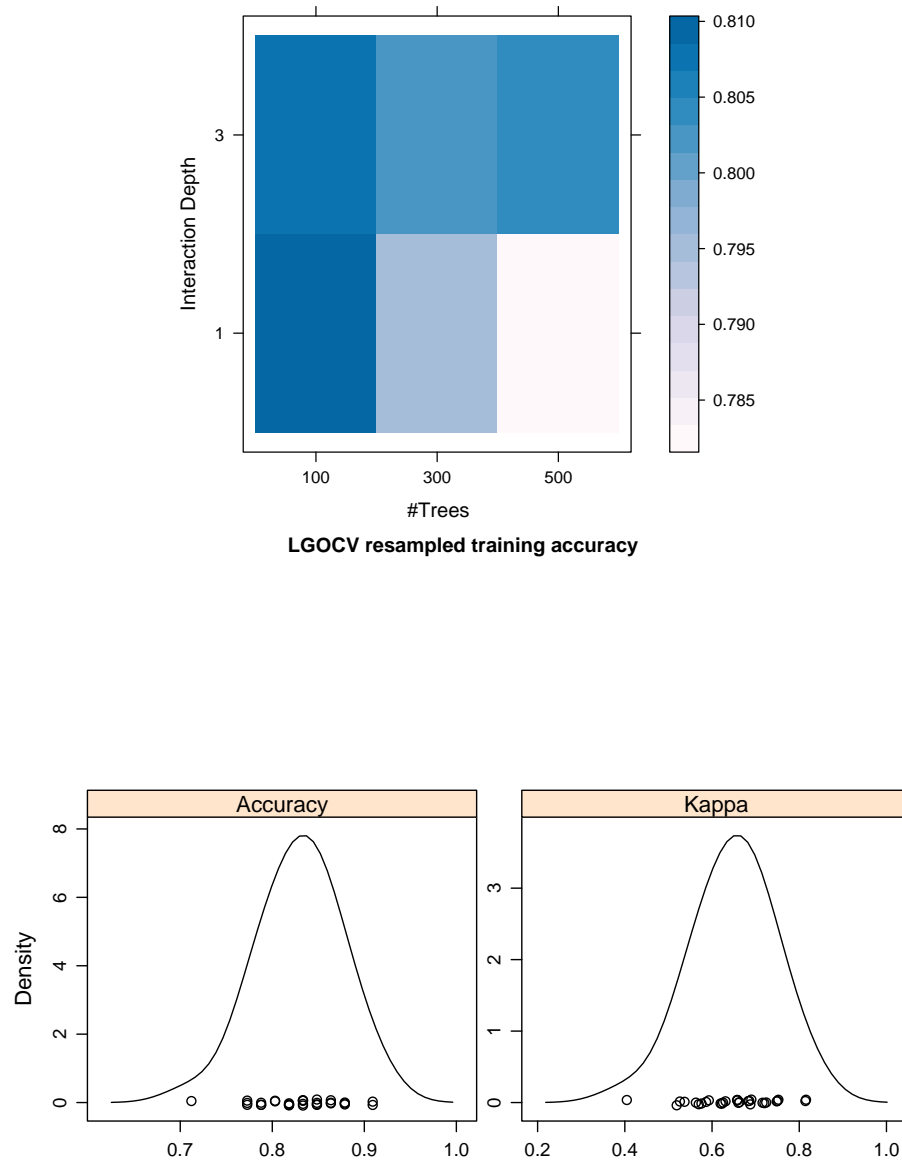 0.810
0.805
3
0.800
Interaction Depth
0.795
1
0.790
0.785
100 300 500
#Trees
LGOCV resampled training accuracy
Accuracy Kappa
Density
8
6
4
2
0
3
2
1
0
0.7 0.8 0.9 1.0
0.2 0.4 0.6 0.8 1.0